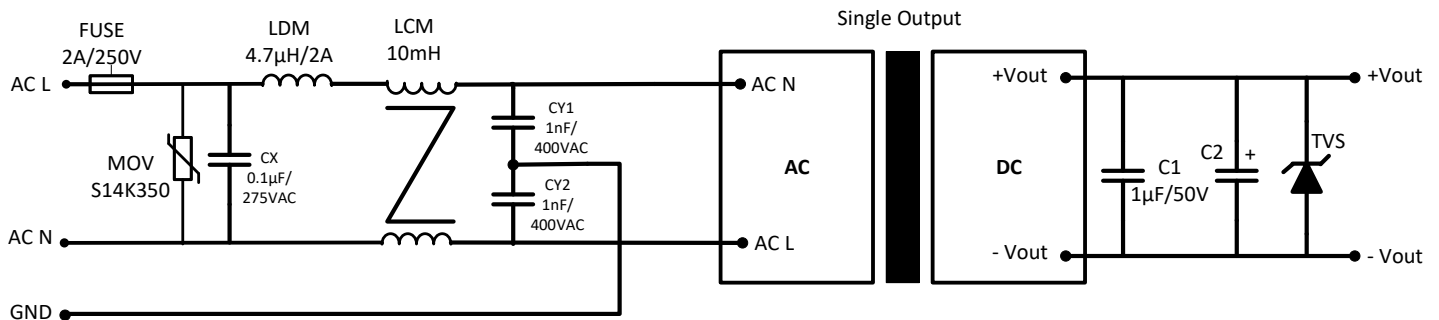 Single Output
FUSE
2A/250V
LDM
4.7µH/2A
LCM
10mH
AC L
AC N
+Vout
+Vout
MOV
S14K350
CX
0.1µF/
275VAC
CY1
1nF/
400VAC
CY2
1nF/
400VAC
AC
DC
C1
1µF/50V
C2
+
TVS
AC N
AC L
- Vout
- Vout
GND